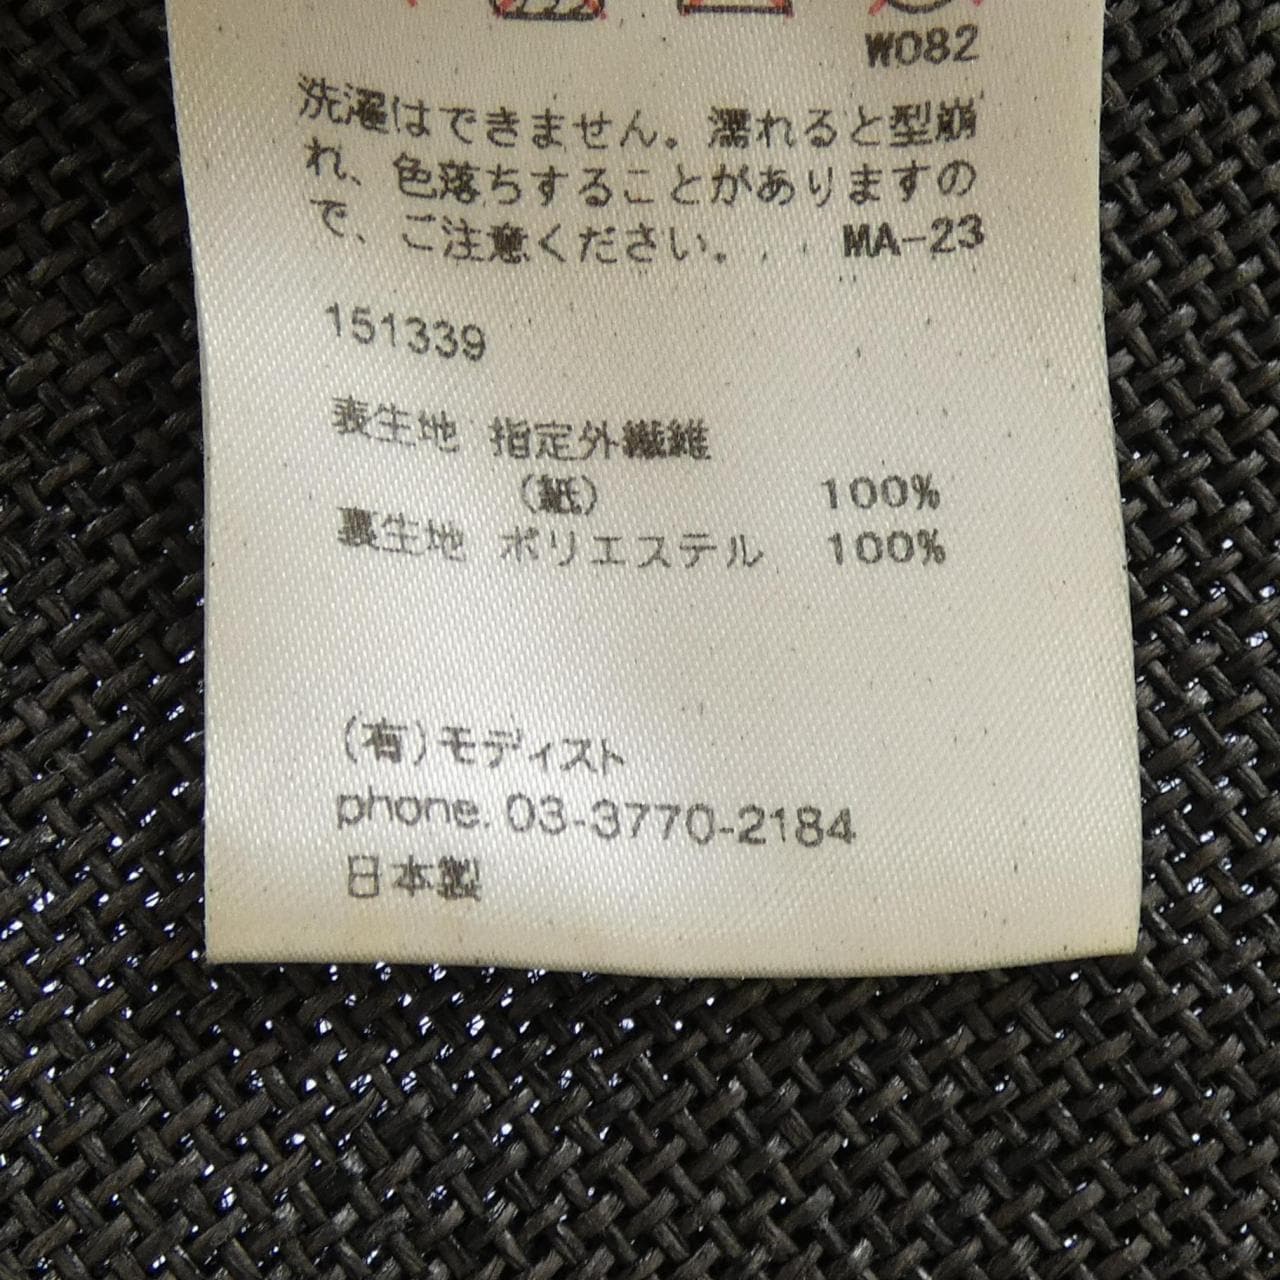 W082
洗濯はできません。濡れると型崩
れ、色落ちすることがありますの
で、ご注意ください。... MA-23
151339
表生地 指定外繊維
(紙) 100%
裏生地 ポリエステル 100%
(有)モディスト
phone. 03-3770-2184
日本製